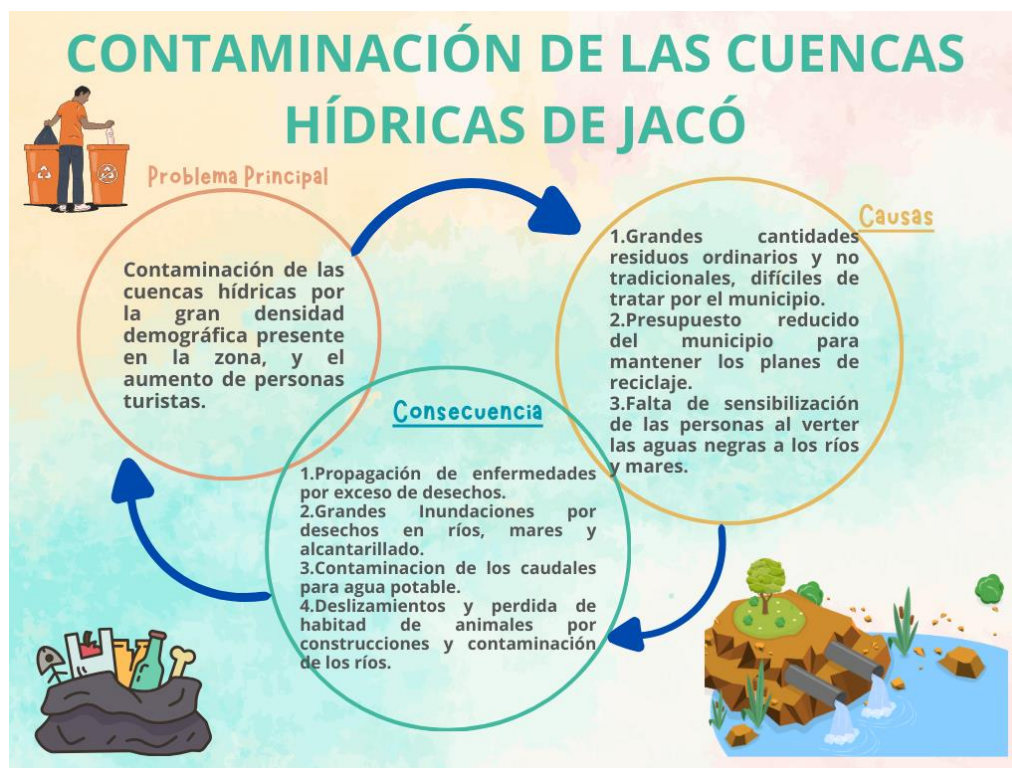 CONTAMINACIÓN DE LAS CUENCAS
HÍDRICAS DE JACÓ
Problema Principal
Contaminación de las
cuencas hídricas por
la gran densidad
demográfica presente
en la zona, y el
aumento de personas
turistas.
Causas
1.Grandes cantidades
residuos ordinarios y no
tradicionales, difíciles de
tratar por el municipio.
2.Presupuesto reducido
del municipio para
mantener los planes de
reciclaje.
3.Falta de sensibilización
de las personas al verter
las aguas negras a los ríos
y mares.
Consecuencia
1.Propagación de enfermedades
por exceso de desechos.
2.Grandes Inundaciones por
desechos en ríos, mares y
alcantarillado.
3.Contaminacion de los caudales
para agua potable.
4.Deslizamientos y perdida de
habitad de animales por
construcciones y contaminación
de los ríos.